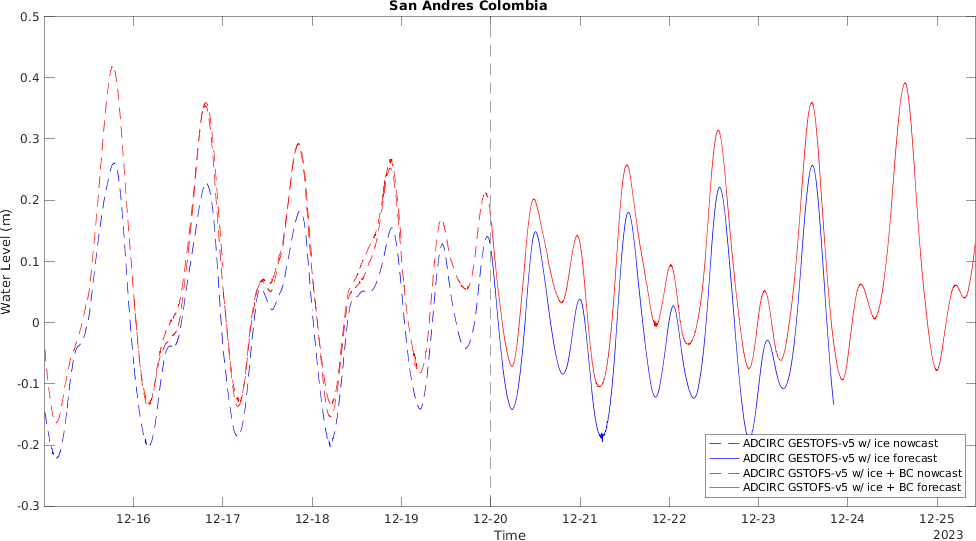 San Andres Colombia
0.5
0.4
0.3
0.2
0.1
0
-0.1
-0.2
-0.3
Water Level (m)
12-16 12-17 12-18 12-19 12-20 12-21 12-22 12-23 12-24 12-25
Time
2023
ADCIRC GESTOFS-v5 w/ ice nowcast
ADCIRC GESTOFS-v5 w/ ice forecast
ADCIRC GSTOFS-v5 w/ ice + BC nowcast
ADCIRC GSTOFS-v5 w/ ice + BC forecast